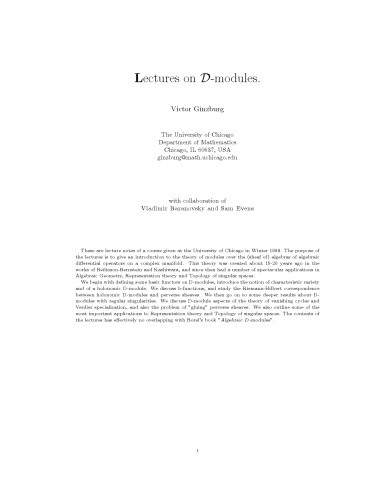 Lectures on D-modules.
Victor Ginzburg
The University of Chicago
Department of Mathematics
Chicago, IL 60637, USA
ginzburg@math.uchicago.edu
with collaboration of
Vladimir Baranovsky and Sam Evens
These are lecture notes of a course given at the University of Chicago in Winter 1998. The purpose of
the lectures is to give an introduction to the theory of modules over the (sheaf of) algebras of algebraic
differential operators on a complex manifold. This theory was created about 15-20 years ago in the
works of Beilinson-Bernstein and Kashiwara, and since then had a number of spectacular applications in
Algebraic Geometry, Representation theory and Topology of singular spaces.
We begin with defining some basic functors on D-modules, introduce the notion of characteristic variety
and of a holonomic D-module. We discuss b-functions, and study the Riemann-Hilbert correspondence
between holonomic D-modules and perverse sheaves. We then go on to some deeper results about D-
modules with regular singularities. We discuss D-module aspects of the theory of vanishing cycles and
Verdier specialization, and also the problem of "gluing" perverse sheaves. We also outline some of the
most important applications to Representation theory and Topology of singular spaces. The contents of
the lectures has effectively no overlapping with Borel's book "Algebraic D-modules".
1